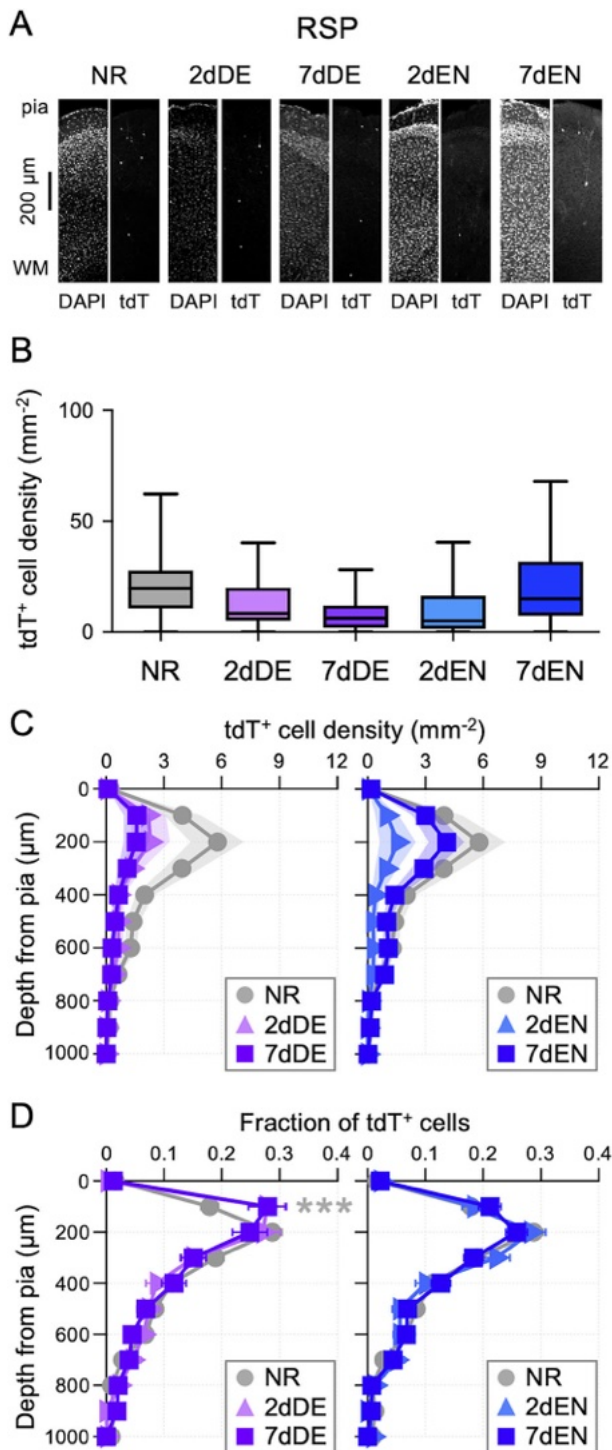 A
RSP
NR 2dDE 7dDE 2dEN 7dEN
pia
200 µm
WM
DAPI tdT DAPI tdT DAPI tdT DAPI tdT DAPI tdT
B
tdT⁺ cell density (mm⁻²)
100
50
0
NR 2dDE 7dDE 2dEN 7dEN
C
tdT⁺ cell density (mm⁻²)
0 3 6 9 12 0 3 6 9 12
Depth from pia (µm)
0
200
400
600
800
1000
NR
2dDE
7dDE
NR
2dEN
7dEN
D
Fraction of tdT⁺ cells
0 0.1 0.2 0.3 0.4 0 0.1 0.2 0.3 0.4
Depth from pia (µm)
0
***
200
400
600
800
1000
NR
2dDE
7dDE
NR
2dEN
7dEN